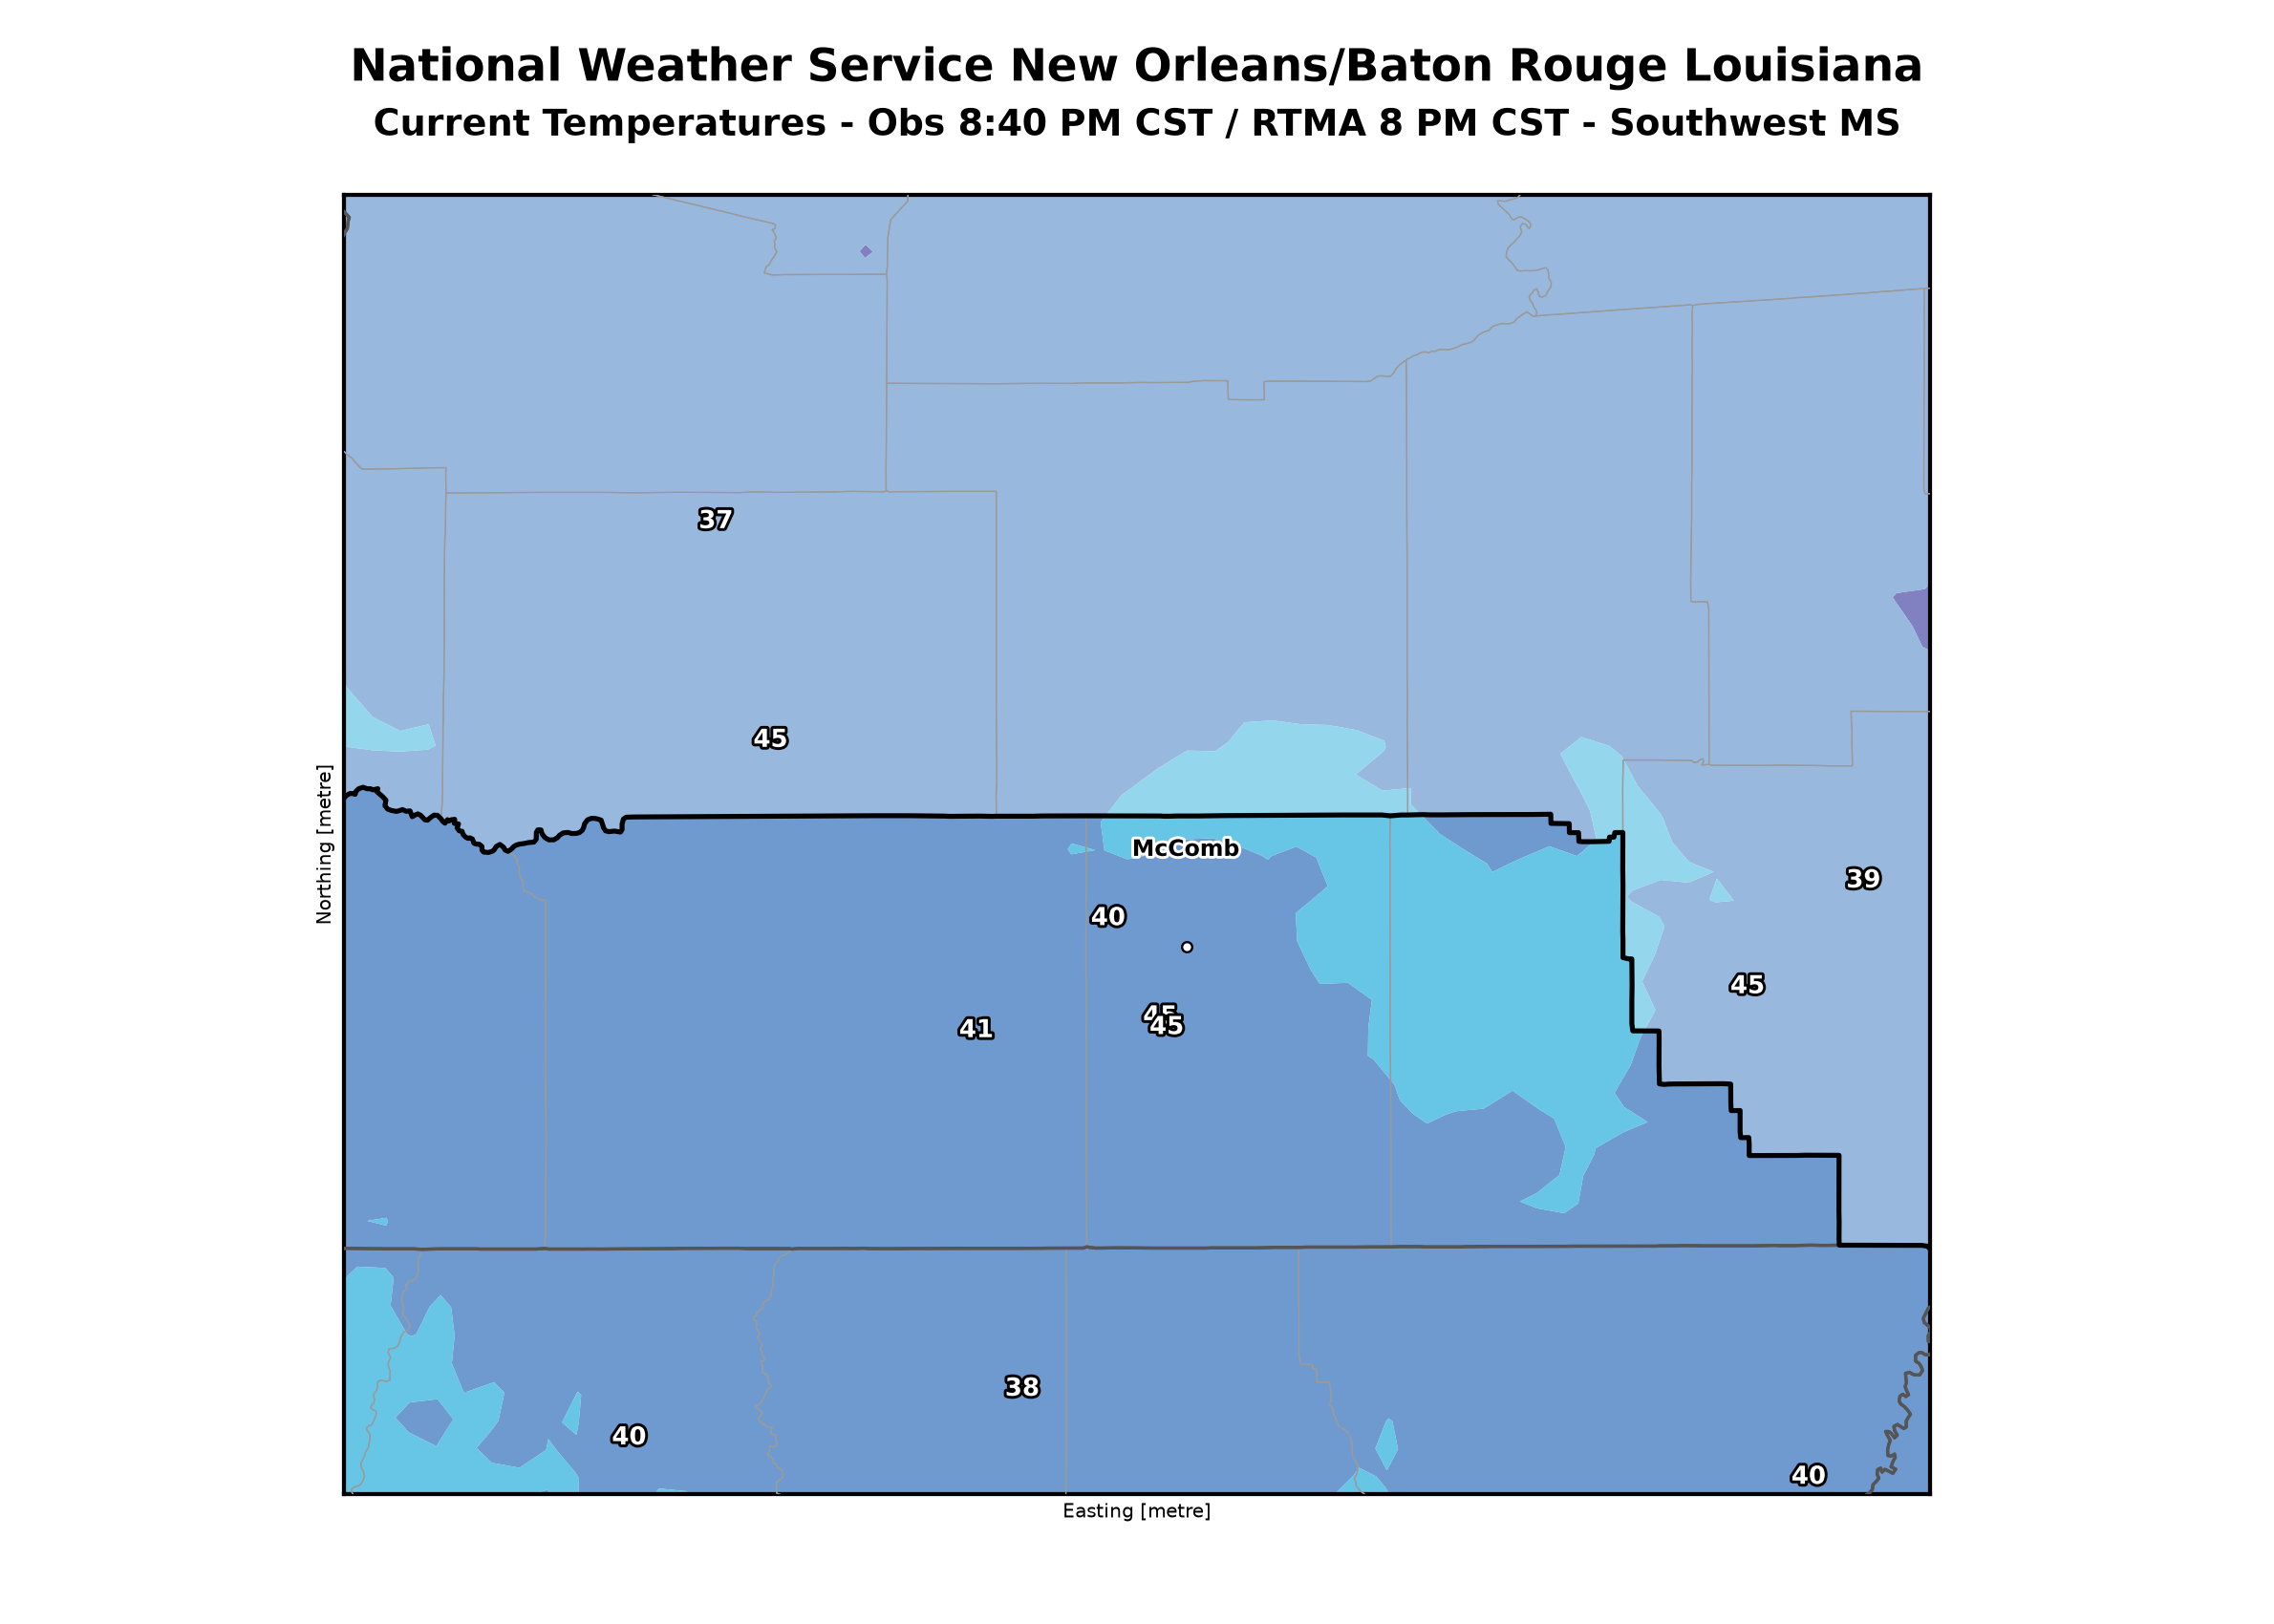 National Weather Service New Orleans/Baton Rouge Louisiana
Current Temperatures - Obs 8:40 PM CST / RTMA 8 PM CST - Southwest MS
37
45
McComb
39
40
45
45
45
41
38
40
40
Northing [metre]
Easting [metre]